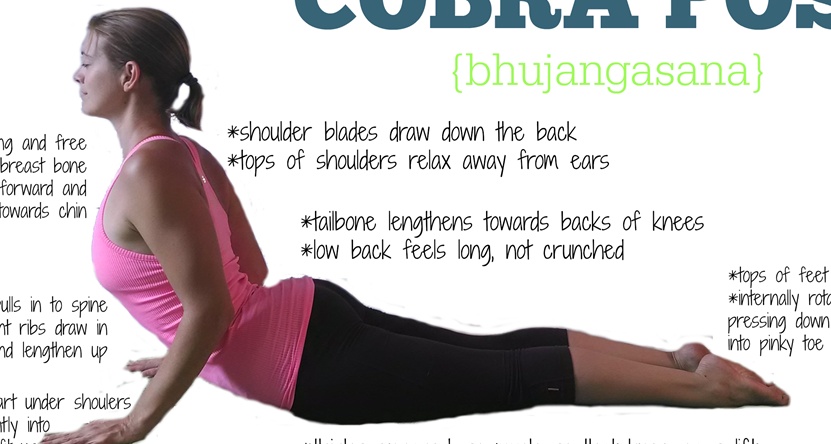 COBRA POS
{bhujangasana}
*shoulder blades draw down the back
*tops of shoulders relax away from ears
ng and free
breast bone
forward and
towards chin
*tailbone lengthens towards backs of knees
*low back feels long, not crunched
*tops of feet
*internally rota
pressing down
into pinky toe
ulls in to spine
nt ribs draw in
nd lengthen up
art under shoulers
ntly into